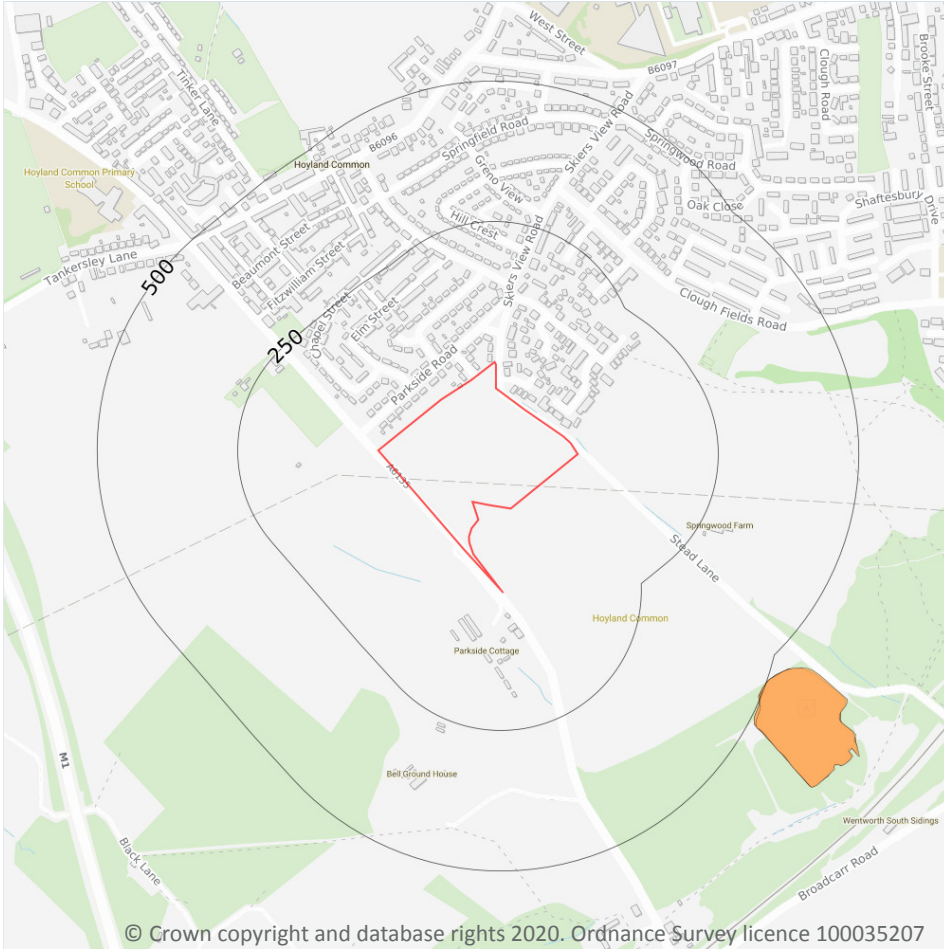 West Street
B6097
Clough Road
Brooke Street
Tinker Lane
B6096
Springfield Road
Skiers View Road
Springwood Road
Hoyland Common
Hoyland Common Primary
School
Greno View
Oak Close
Shaftesbury Drive
Hill Crest
Tankersley Lane
Beaumont Street
Fitzwilliam Street
Skiers View Road
500
Chapel Street
Elm Street
Clough Fields Road
250
Parkside Road
A6135
Springwood Farm
Stead Lane
Hoyland Common
Parkside Cottage
M1
Bell Ground House
Wentworth South Sidings
Black Lane
Broadcarr Road
© Crown copyright and database rights 2020. Ordnance Survey licence 100035207